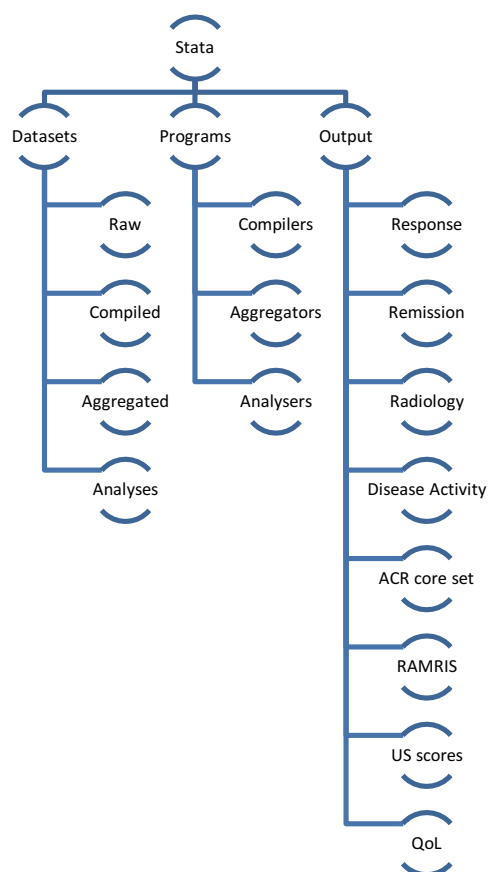 Stata
Datasets
Programs
Output
Raw
Compiled
Aggregated
Analyses
Compilers
Aggregators
Analysers
Response
Remission
Radiology
Disease Activity
ACR core set
RAMRIS
US scores
QoL